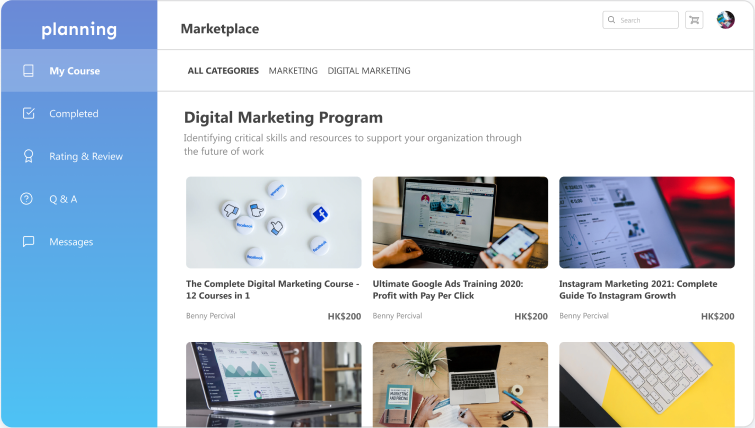 planning
Marketplace
Search
My Course
Completed
Rating & Review
Q & A
Messages
ALL CATEGORIES MARKETING DIGITAL MARKETING
Digital Marketing Program
Identifying critical skills and resources to support your organization through
the future of work
The Complete Digital Marketing Course -
12 Courses in 1
Benny Percival HK$200
Ultimate Google Ads Training 2020:
Profit with Pay Per Click
Benny Percival HK$200
Instagram Marketing 2021: Complete
Guide To Instagram Growth
Benny Percival HK$200